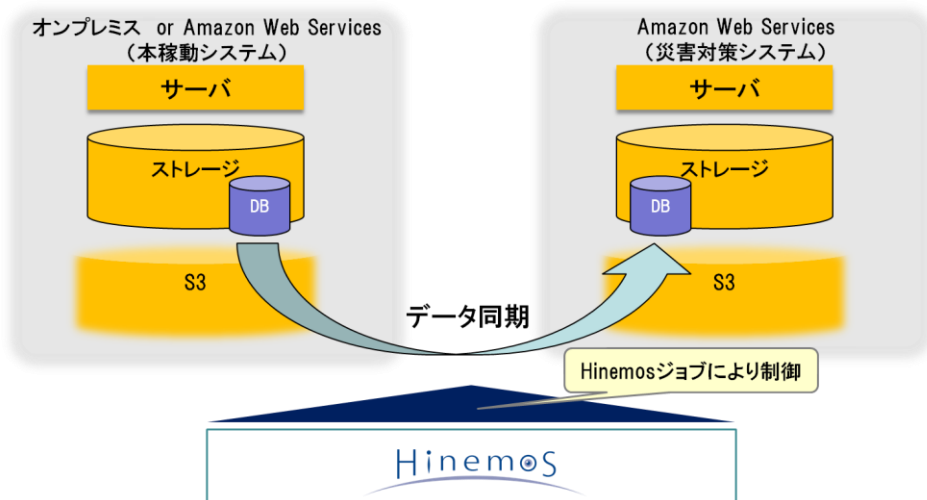 オンプレミス or Amazon Web Services
（本稼動システム）
サーバ
ストレージ
DB
S3
Amazon Web Services
（災害対策システム）
サーバ
ストレージ
DB
S3
データ同期
Hinemosジョブにより制御
Hinemos